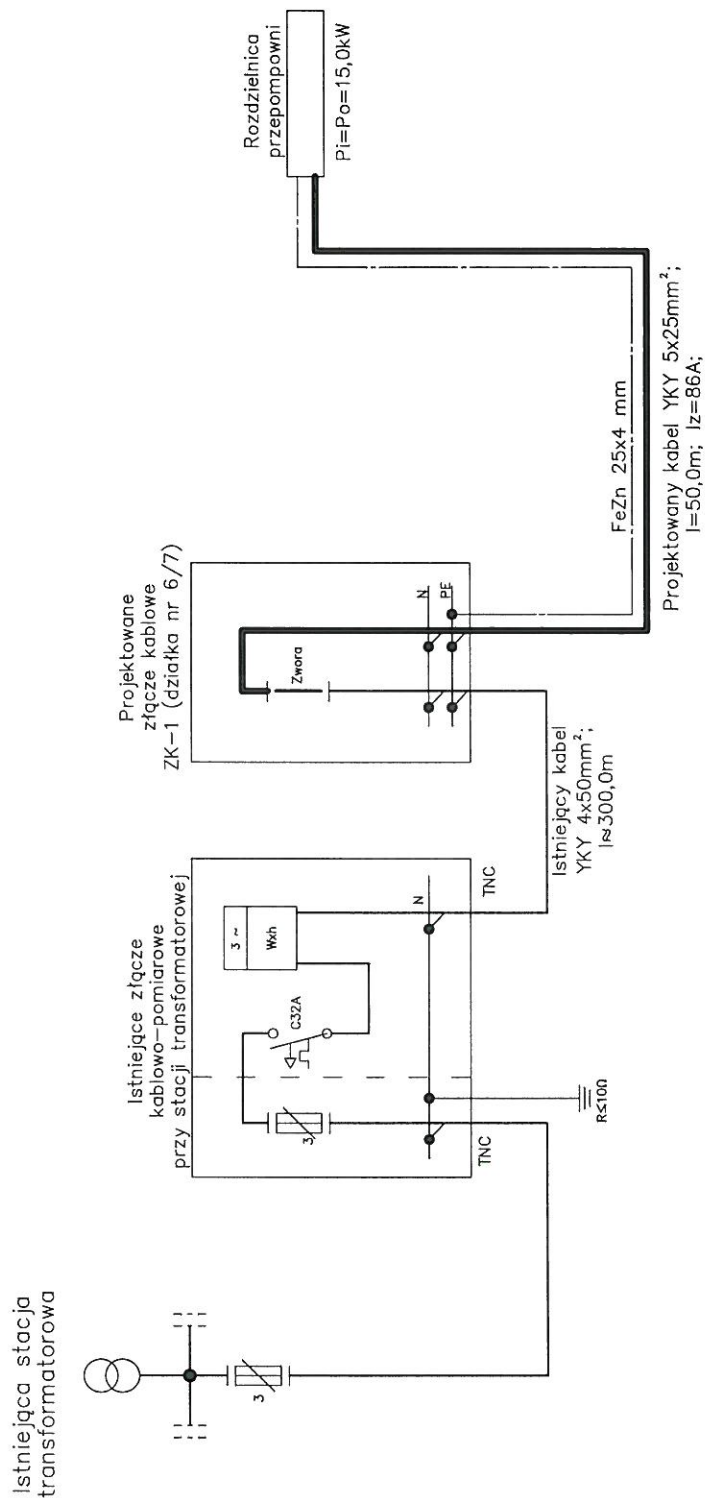 Istniejąca stacja
transformatorowa
3
Istniejące złącze
kablowo-pomiarowe
przy stacji transformatorowej
3
C32A
3 ~
Wxh
N
TNC
TNC
R≤10Ω
Istniejący kabel
YKY 4x50mm²;
l≈300,0m
Projektowane
złącze kablowe
ZK-1 (działka nr 6/7)
Zwora
N
PE
FeZn 25x4 mm
Projektowany kabel YKY 5x25mm²;
l=50,0m; Iz=86A;
Rozdzielnica
przepompowni
Pi=Po=15,0kW